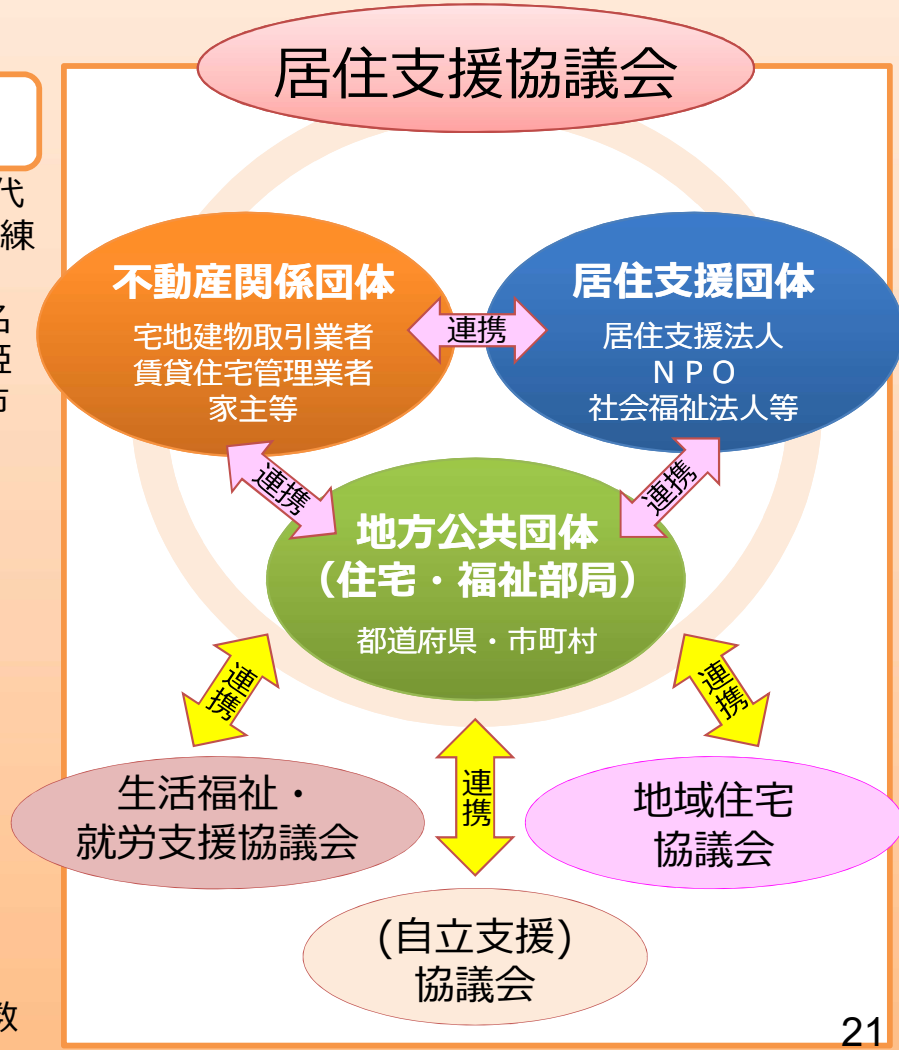 居住支援協議会
代
練
不動産関係団体
宅地建物取引業者
賃貸住宅管理業者
家主等
連携
居住支援団体
居住支援法人
ＮＰＯ
社会福祉法人等
連携
連携
地方公共団体
（住宅・福祉部局）
都道府県・市町村
連携
連携
連携
生活福祉・
就労支援協議会
地域住宅
協議会
(自立支援)
協議会
数
21